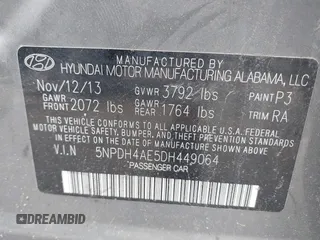 MANUFACTURED BY
HYUNDAI MOTOR MANUFACTURING ALABAMA, LLC
Nov/12/13 GVWR 3792 lbs PAINT P3
GAWR FRONT 2072 lbs GAWR REAR 1764 lbs TRIM RA
THIS VEHICLE CONFORMS TO ALL APPLICABLE
FEDERAL MOTOR VEHICLE SAFETY, BUMPER, AND
THEFT PREVENTION STANDARDS IN EFFECT ON
THE DATE OF MANUFACTURE SHOWN ABOVE.
V.I.N 5NPDH4AE5DH449064
PASSENGER CAR